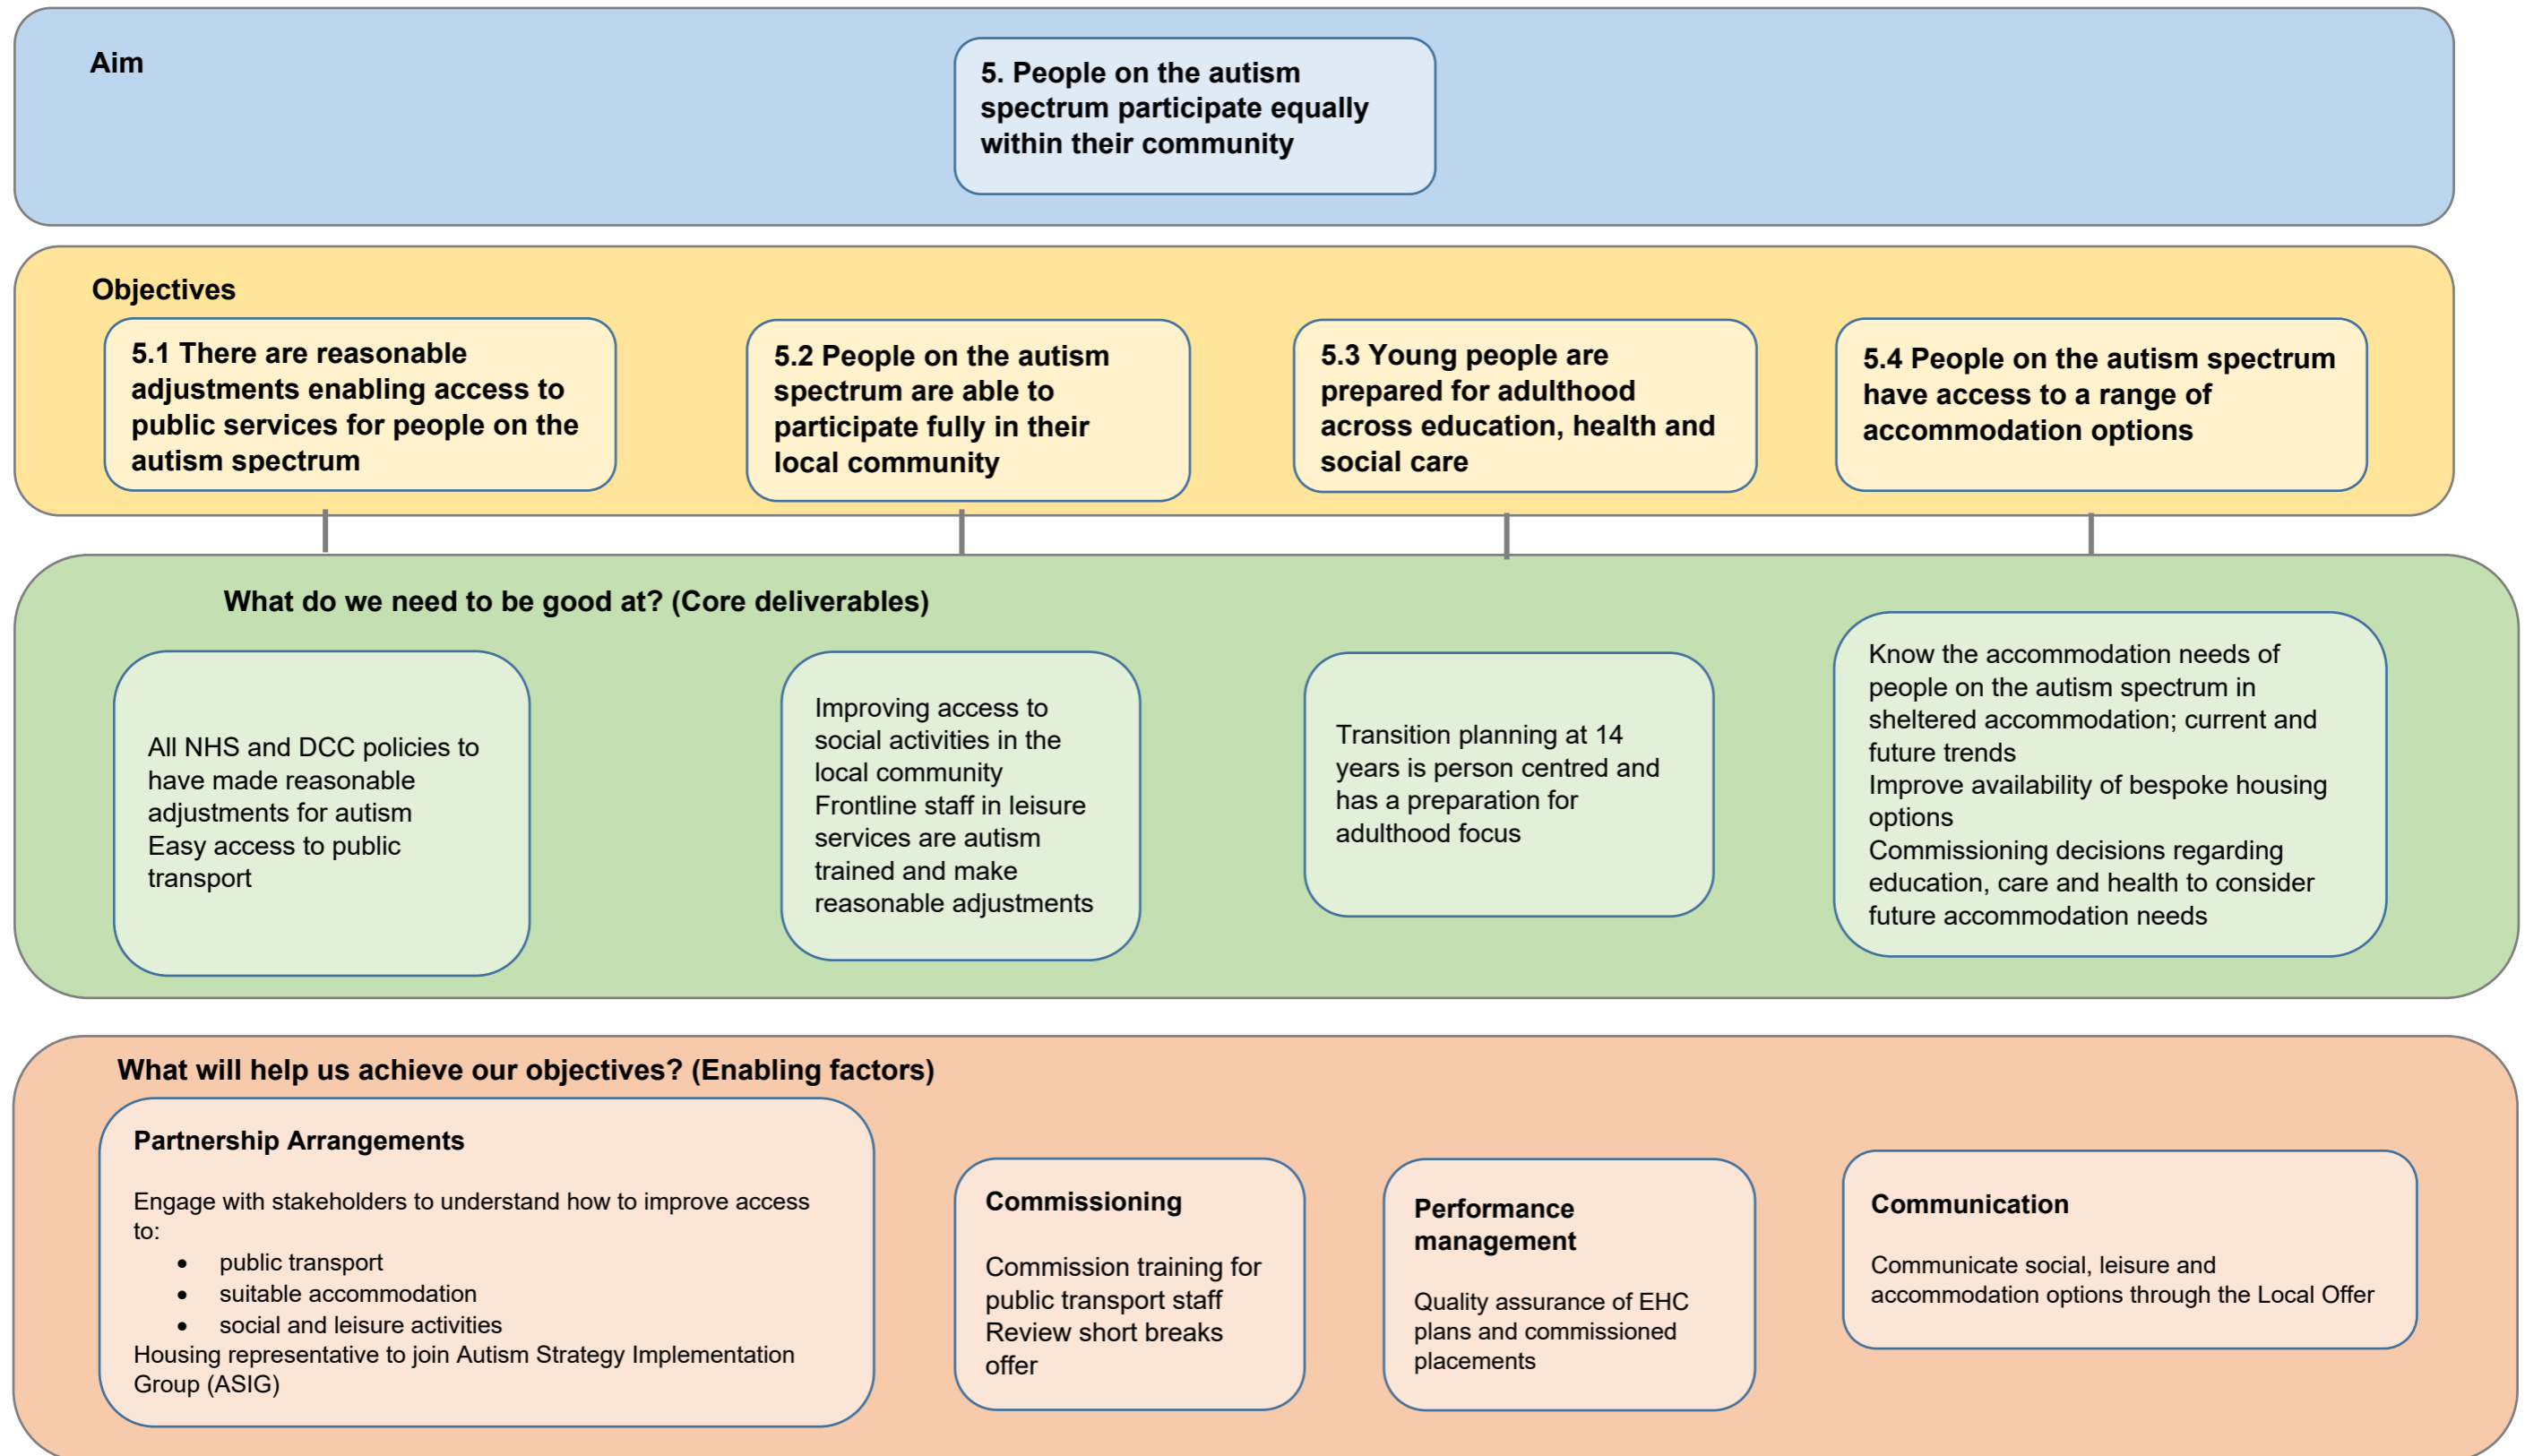 Aim
5. People on the autism
spectrum participate equally
within their community
Objectives
5.1 There are reasonable
adjustments enabling access to
public services for people on the
autism spectrum
5.2 People on the autism
spectrum are able to
participate fully in their
local community
5.3 Young people are
prepared for adulthood
across education, health and
social care
5.4 People on the autism spectrum
have access to a range of
accommodation options
What do we need to be good at? (Core deliverables)
All NHS and DCC policies to
have made reasonable
adjustments for autism
Easy access to public
transport
Improving access to
social activities in the
local community
Frontline staff in leisure
services are autism
trained and make
reasonable adjustments
Transition planning at 14
years is person centred and
has a preparation for
adulthood focus
Know the accommodation needs of
people on the autism spectrum in
sheltered accommodation; current and
future trends
Improve availability of bespoke housing
options
Commissioning decisions regarding
education, care and health to consider
future accommodation needs
What will help us achieve our objectives? (Enabling factors)
Partnership Arrangements
Engage with stakeholders to understand how to improve access
to:
• public transport
• suitable accommodation
• social and leisure activities
Housing representative to join Autism Strategy Implementation
Group (ASIG)
Commissioning
Commission training for
public transport staff
Review short breaks
offer
Performance
management
Quality assurance of EHC
plans and commissioned
placements
Communication
Communicate social, leisure and
accommodation options through the Local Offer